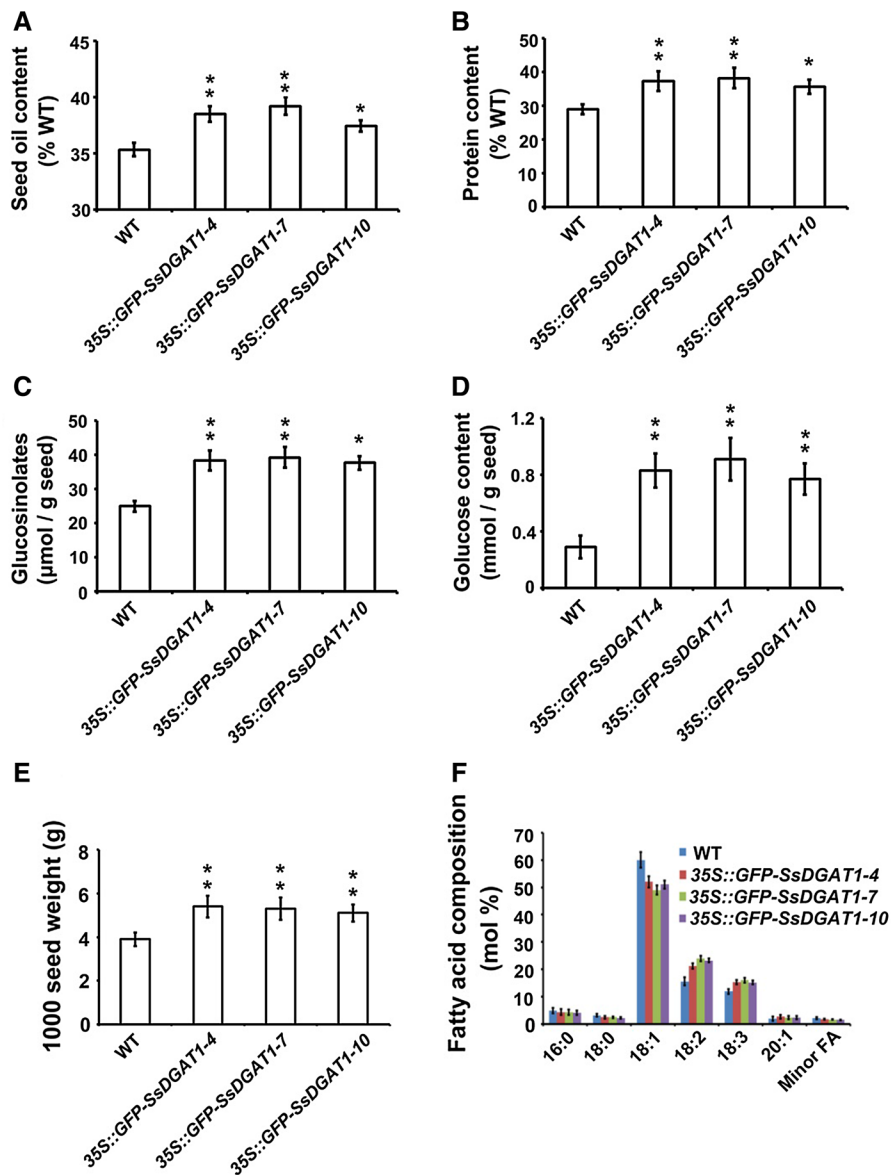 A
Seed oil content
(% WT)
45
40
35
30
**
**
*
WT
35S::GFP-SsDGAT1-4
35S::GFP-SsDGAT1-7
35S::GFP-SsDGAT1-10
B
Protein content
(% WT)
50
40
30
20
10
0
**
**
*
WT
35S::GFP-SsDGAT1-4
35S::GFP-SsDGAT1-7
35S::GFP-SsDGAT1-10
C
Glucosinolates
(µmol / g seed)
50
40
30
20
10
0
**
**
*
WT
35S::GFP-SsDGAT1-4
35S::GFP-SsDGAT1-7
35S::GFP-SsDGAT1-10
D
Golucose content
(mmol / g seed)
1.2
0.8
0.4
0
**
**
**
WT
35S::GFP-SsDGAT1-4
35S::GFP-SsDGAT1-7
35S::GFP-SsDGAT1-10
E
1000 seed weight (g)
8
6
4
2
0
**
**
**
WT
35S::GFP-SsDGAT1-4
35S::GFP-SsDGAT1-7
35S::GFP-SsDGAT1-10
F
Fatty acid composition
(mol %)
70
60
50
40
30
20
10
0
WT
35S::GFP-SsDGAT1-4
35S::GFP-SsDGAT1-7
35S::GFP-SsDGAT1-10
16:0
18:0
18:1
18:2
18:3
20:1
Minor FA